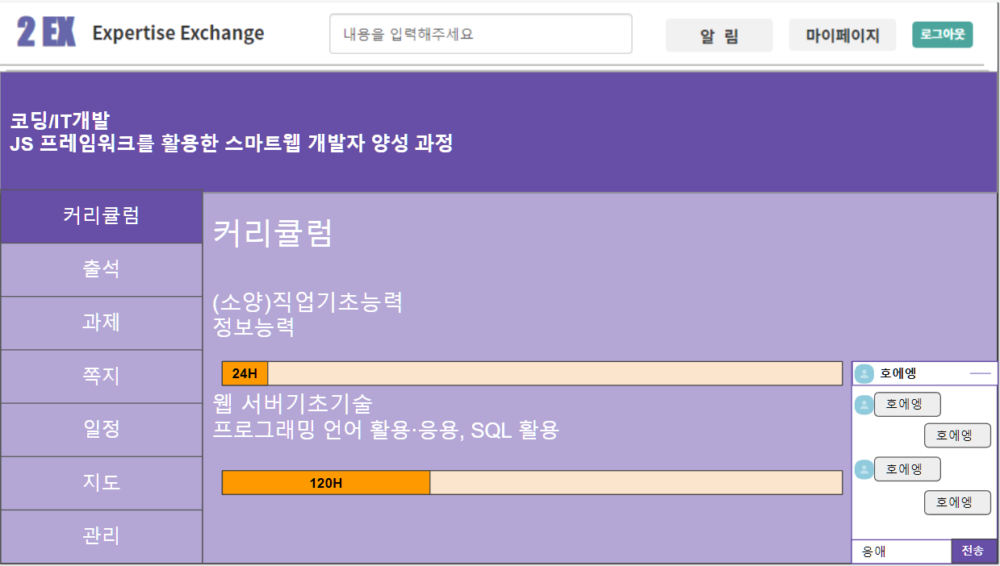 2 EX Expertise Exchange 내용을 입력해주세요 알 림 마이페이지 로그아웃
코딩/IT개발
JS 프레임워크를 활용한 스마트웹 개발자 양성 과정
커리큘럼
출석
과제
쪽지
일정
지도
관리
커리큘럼
(소양)직업기초능력
정보능력
24H
웹 서버기초기술
프로그래밍 언어 활용·응용, SQL 활용
120H
호에엥
호에엥
호에엥
호에엥
호에엥
응애 전송